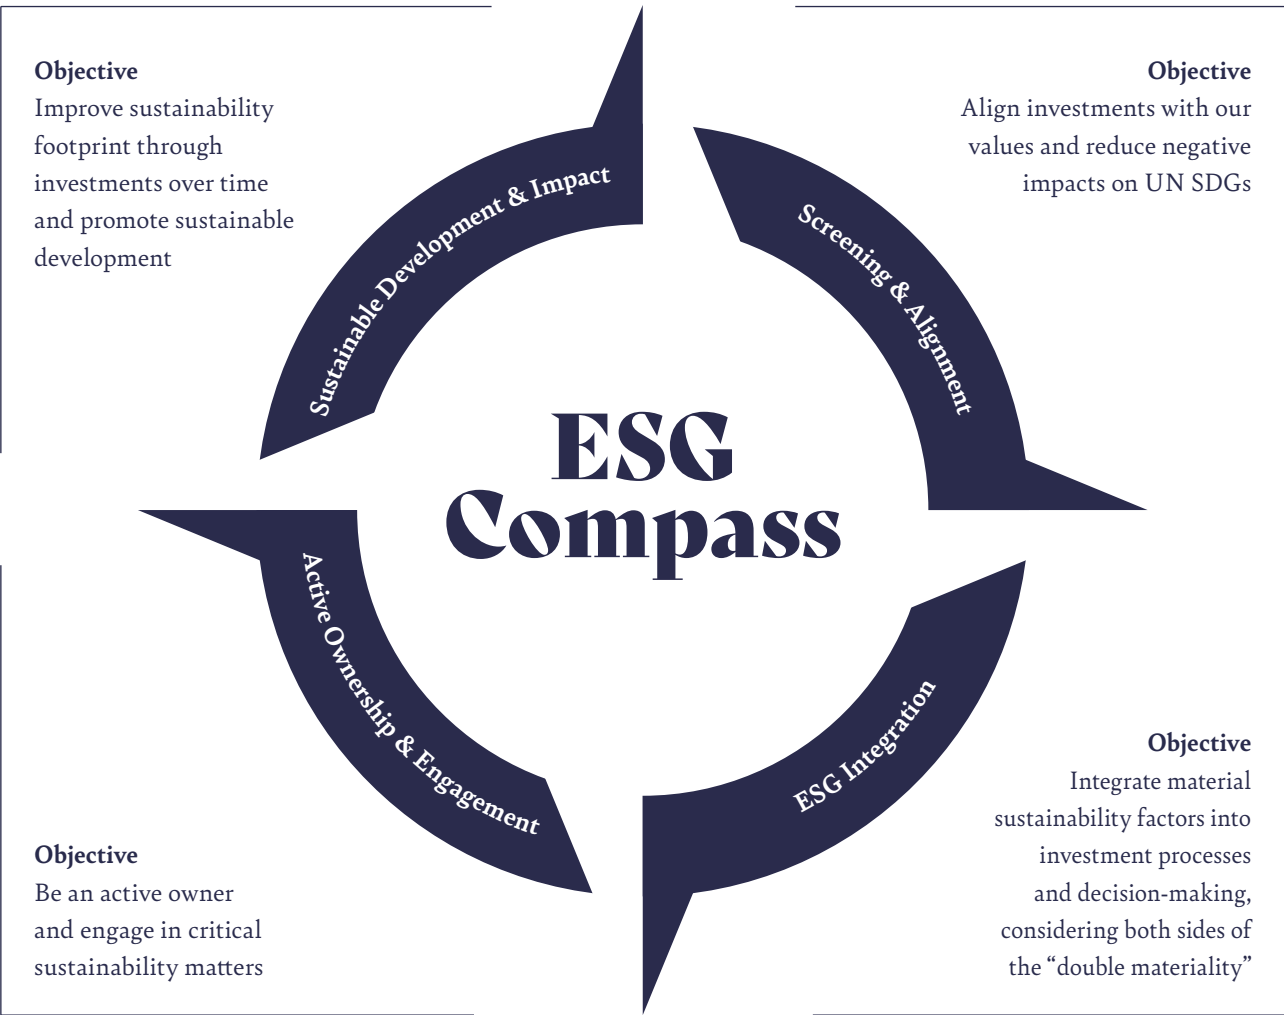 Objective
Improve sustainability
footprint through
investments over time
and promote sustainable
development
Objective
Align investments with our
values and reduce negative
impacts on UN SDGs
Sustainable Development & Impact
Screening & Alignment
ESG
Compass
Active Ownership & Engagement
ESG Integration
Objective
Be an active owner
and engage in critical
sustainability matters
Objective
Integrate material
sustainability factors into
investment processes
and decision-making,
considering both sides of
the “double materiality”